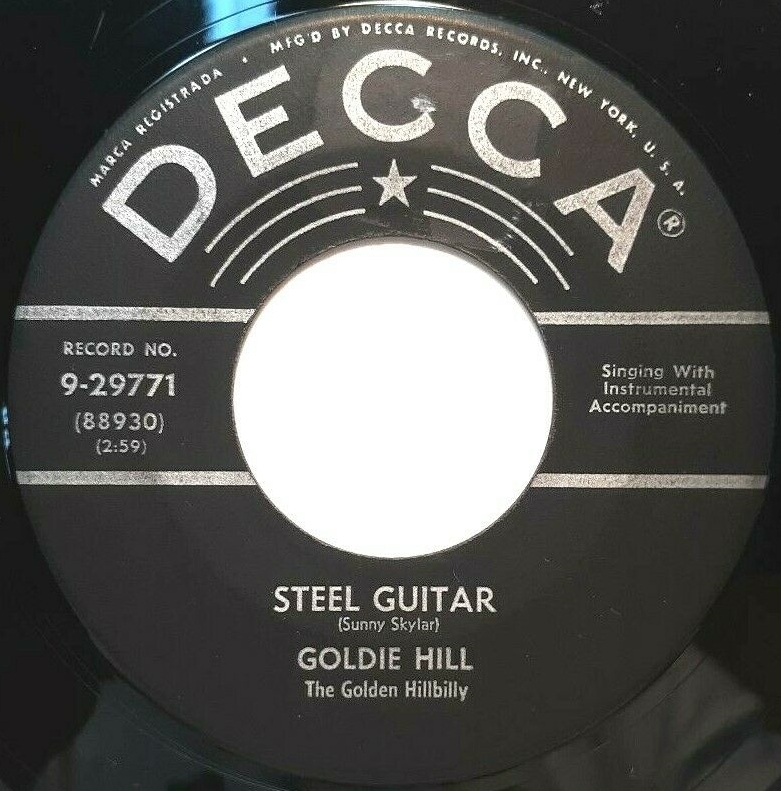 MARCA REGISTRADA • MFG'D BY DECCA RECORDS, INC., NEW YORK, U. S. A.
DECCA®
RECORD NO.
9-29771
(88930)
(2:59)
Singing With
Instrumental
Accompaniment
STEEL GUITAR
(Sunny Skylar)
GOLDIE HILL
The Golden Hillbilly